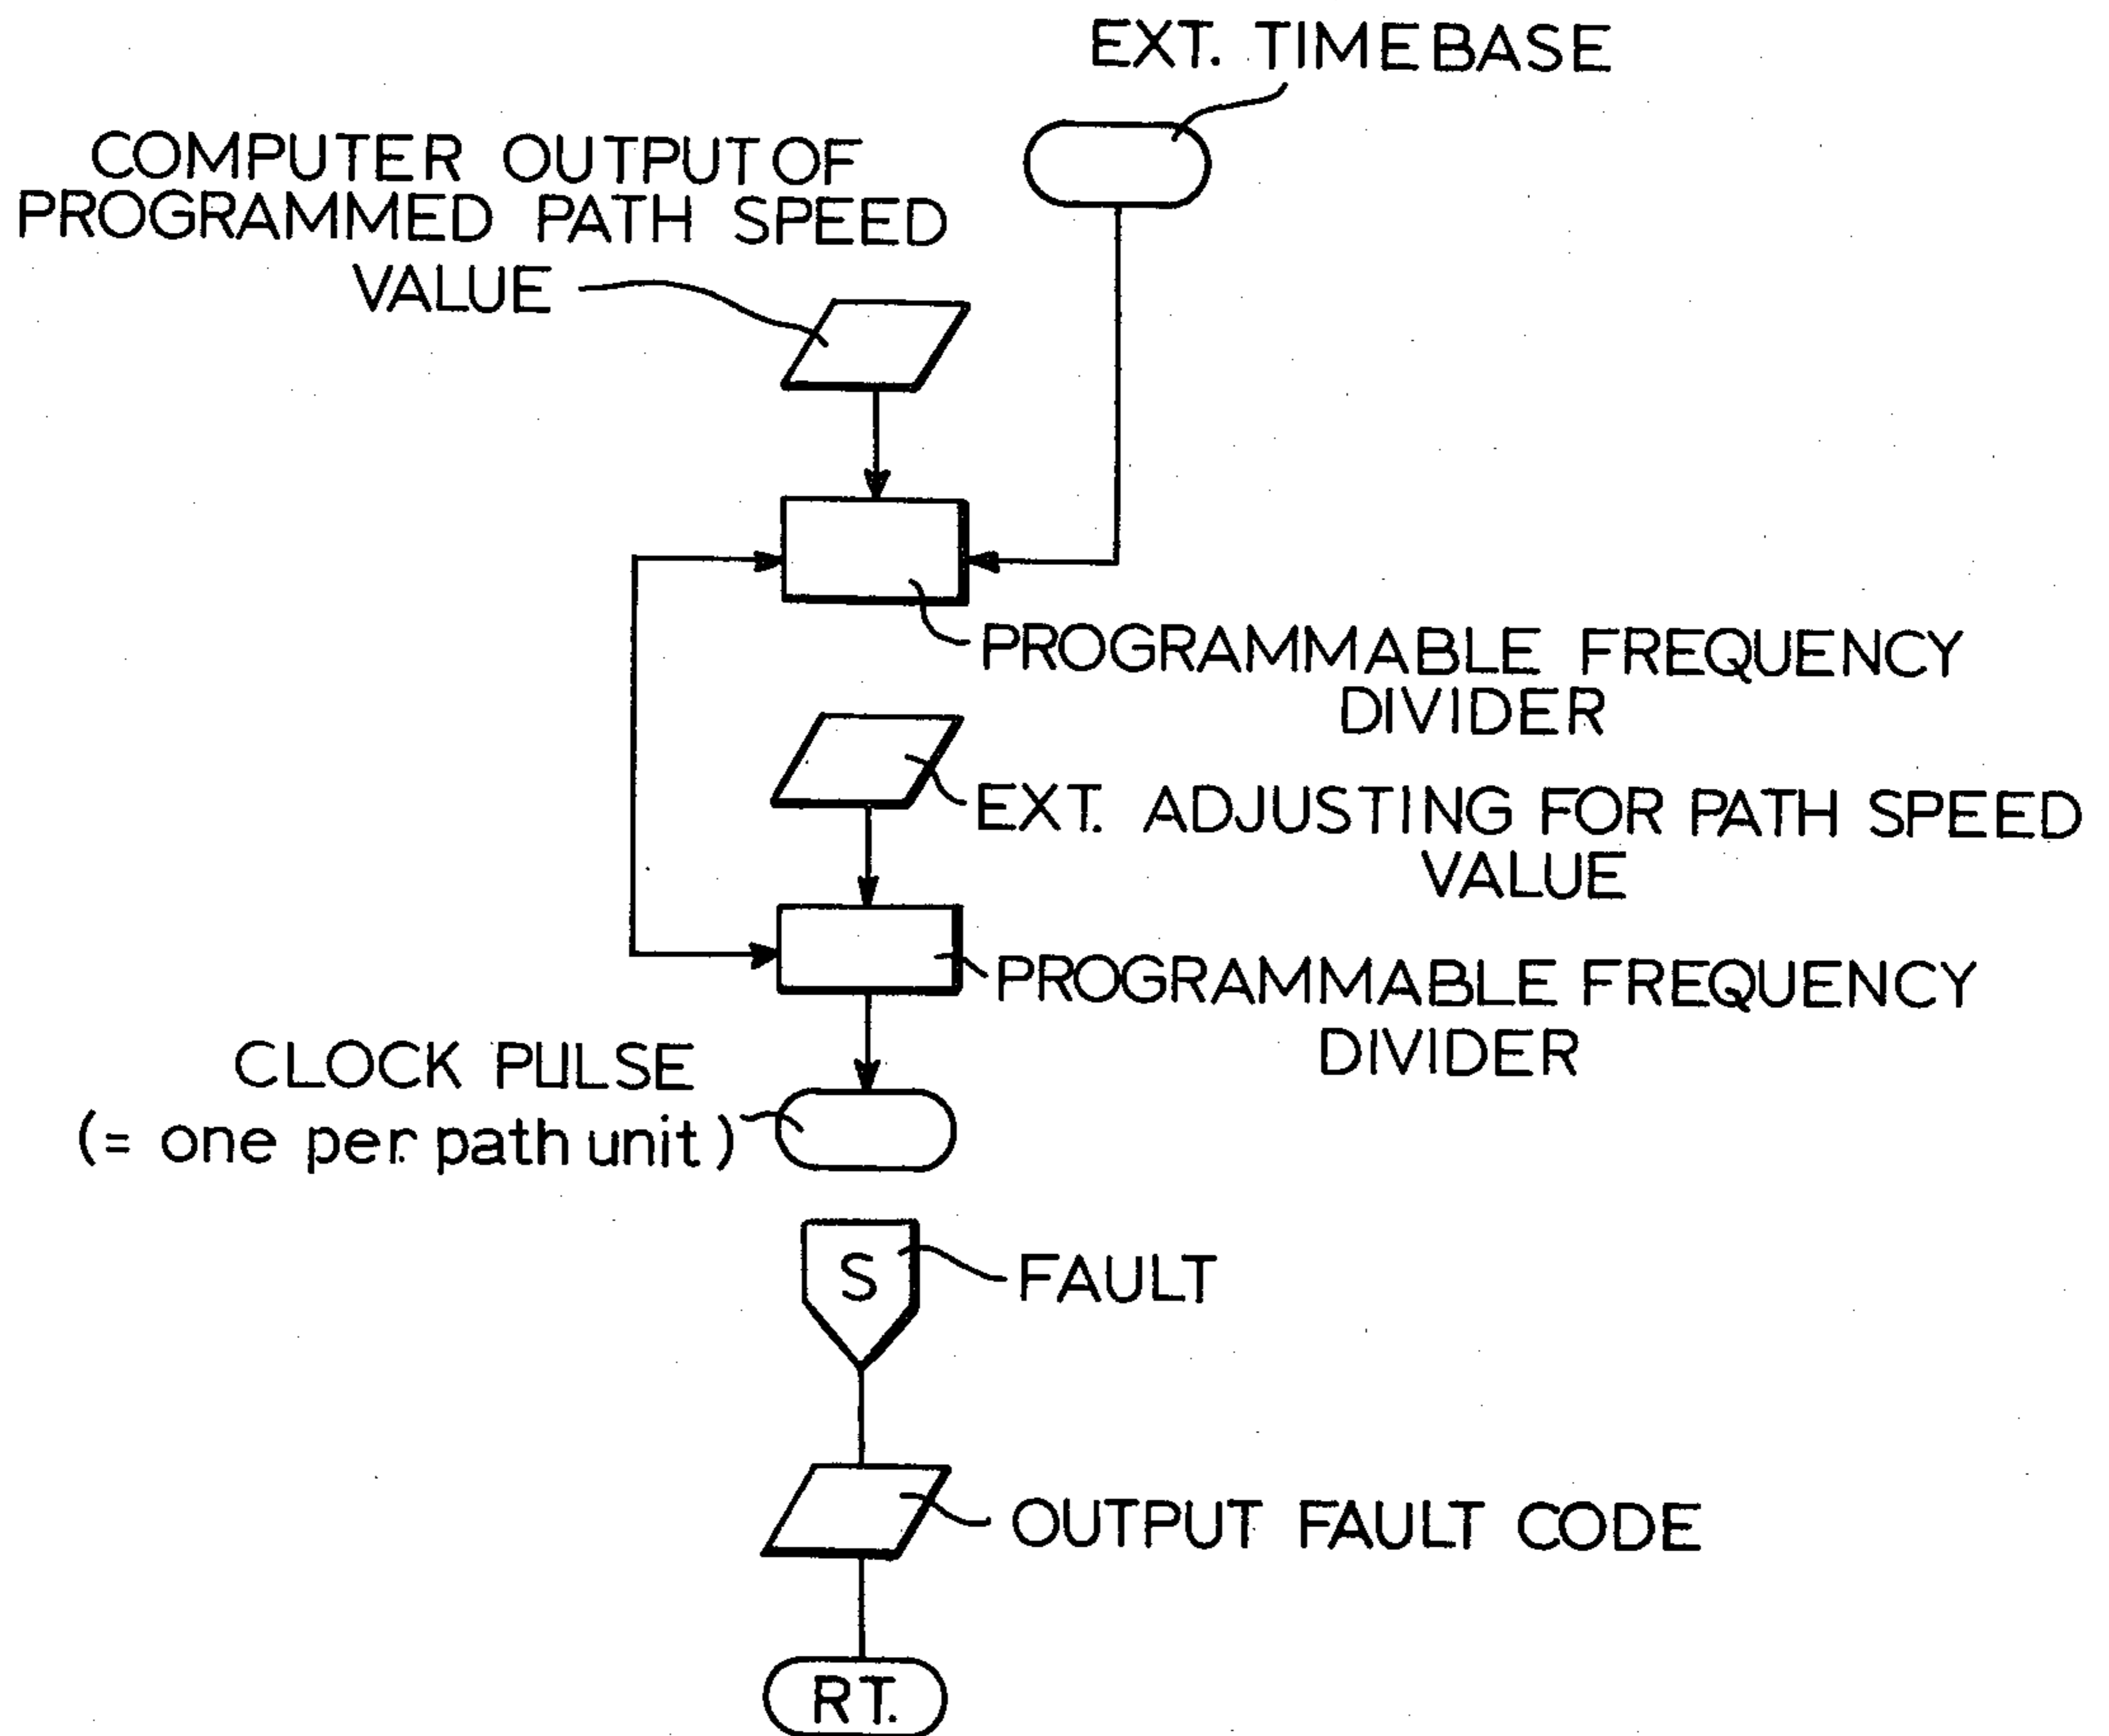 EXT. TIMEBASE
COMPUTER OUTPUT OF
PROGRAMMED PATH SPEED
VALUE
PROGRAMMABLE FREQUENCY
DIVIDER
EXT. ADJUSTING FOR PATH SPEED
VALUE
PROGRAMMABLE FREQUENCY
DIVIDER
CLOCK PULSE
(= one per path unit)
S
FAULT
OUTPUT FAULT CODE
RT.